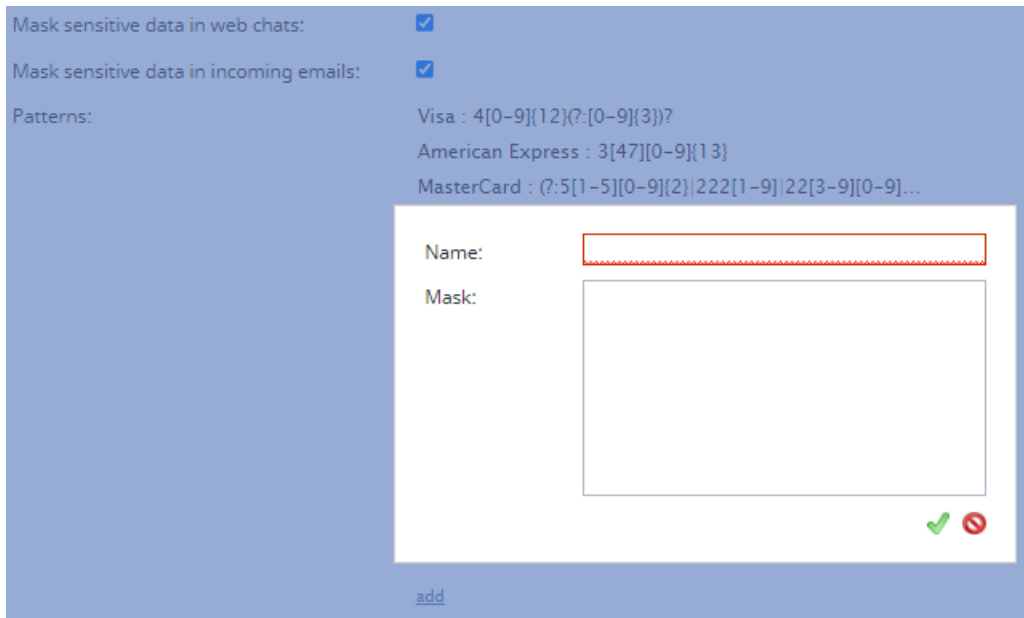 Mask sensitive data in web chats:
Mask sensitive data in incoming emails:
Patterns:
Visa : 4[0-9]{12}(?:[0-9]{3})?
American Express : 3[47][0-9]{13}
MasterCard : (?:5[1-5][0-9]{2}|222[1-9]|22[3-9][0-9]...
Name:
Mask:
add